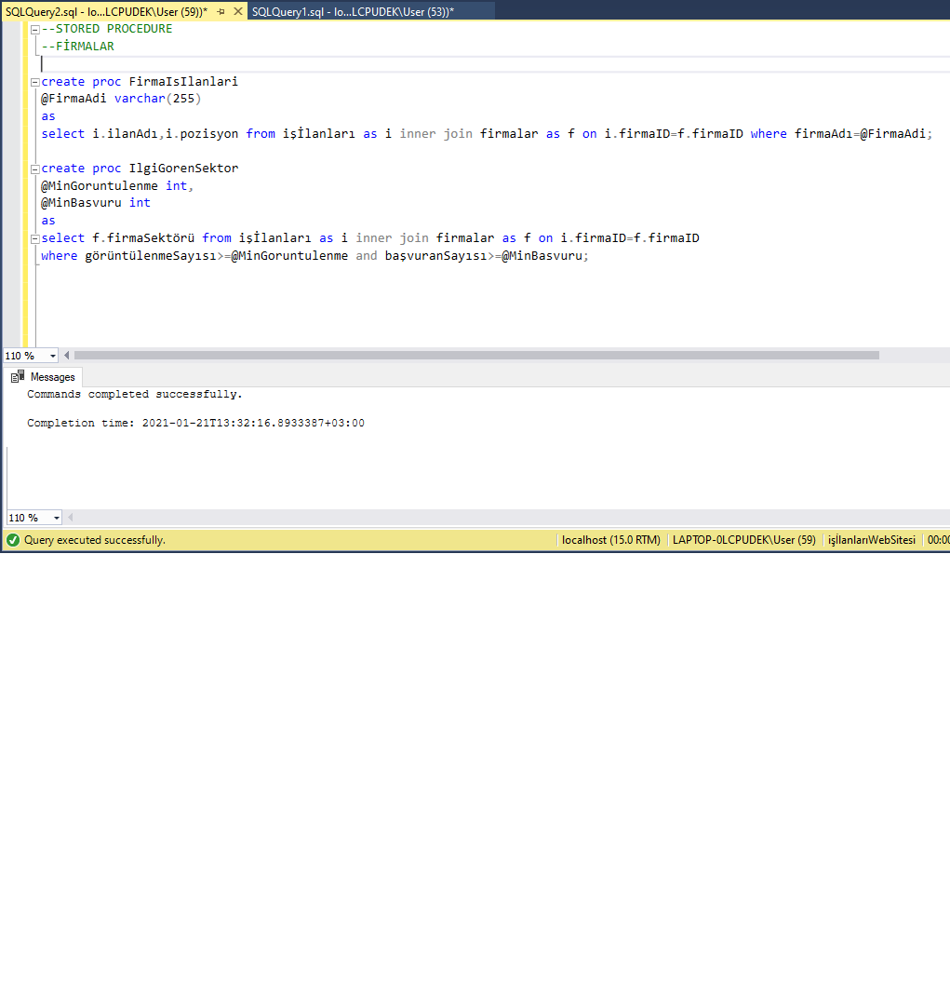 SQLQuery2.sql - lo...LCPUDEK\User (59))*
SQLQuery1.sql - lo...LCPUDEK\User (53))*
--STORED PROCEDURE
--FİRMALAR
create proc FirmaIsIlanlari
@FirmaAdi varchar(255)
as
select i.ilanAdı,i.pozisyon from işİlanları as i inner join firmalar as f on i.firmaID=f.firmaID where firmaAdı=@FirmaAdi;
create proc IlgiGorenSektor
@MinGoruntulenme int,
@MinBasvuru int
as
select f.firmaSektörü from işİlanları as i inner join firmalar as f on i.firmaID=f.firmaID
where görüntülenmeSayısı>=@MinGoruntulenme and başvuranSayısı>=@MinBasvuru;
110 %
Messages
Commands completed successfully.
Completion time: 2021-01-21T13:32:16.8933387+03:00
110 %
Query executed successfully. localhost (15.0 RTM) LAPTOP-0LCPUDEK\User (59) işİlanlarıWebSitesi 00:00